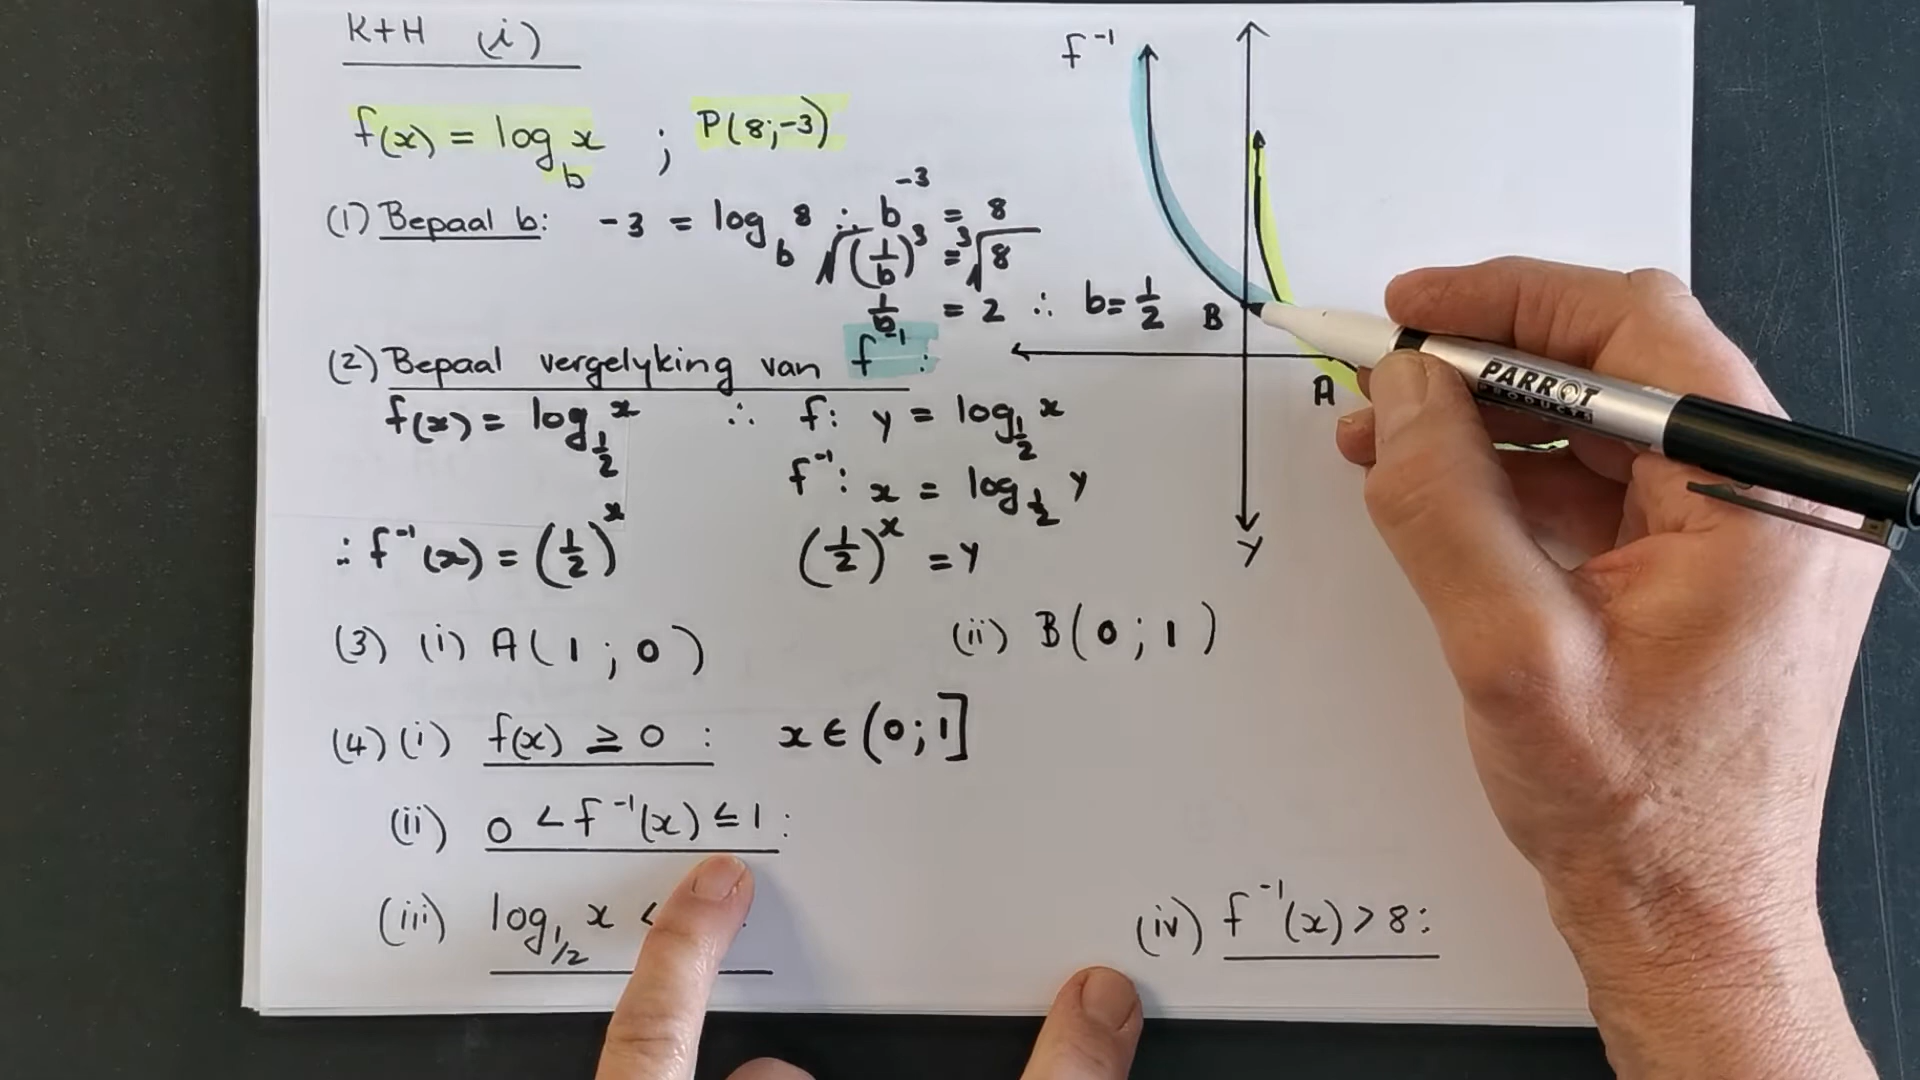 K+H (i)
f(x) = log_b x ; P(8;-3)
(1) Bepaal b: -3 = log_b 8 ∴ b^-3 = 8
√(1/b)^3 = ^3√8
1/b = 2 ∴ b = 1/2
(2) Bepaal vergelyking van f^-1 :
f(x) = log_1/2 x ∴ f: y = log_1/2 x
f^-1: x = log_1/2 y
∴ f^-1(x) = (1/2)^x (1/2)^x = y
(3) (i) A(1 ; 0) (ii) B(0 ; 1)
(4) (i) f(x) ≥ 0 : x ∈ (0;1]
(ii) 0 < f^-1(x) ≤ 1 :
(iii) log_1/2 x <
(iv) f^-1(x) > 8 :
f^-1
B
A
y
PARROT
PRODUCTS